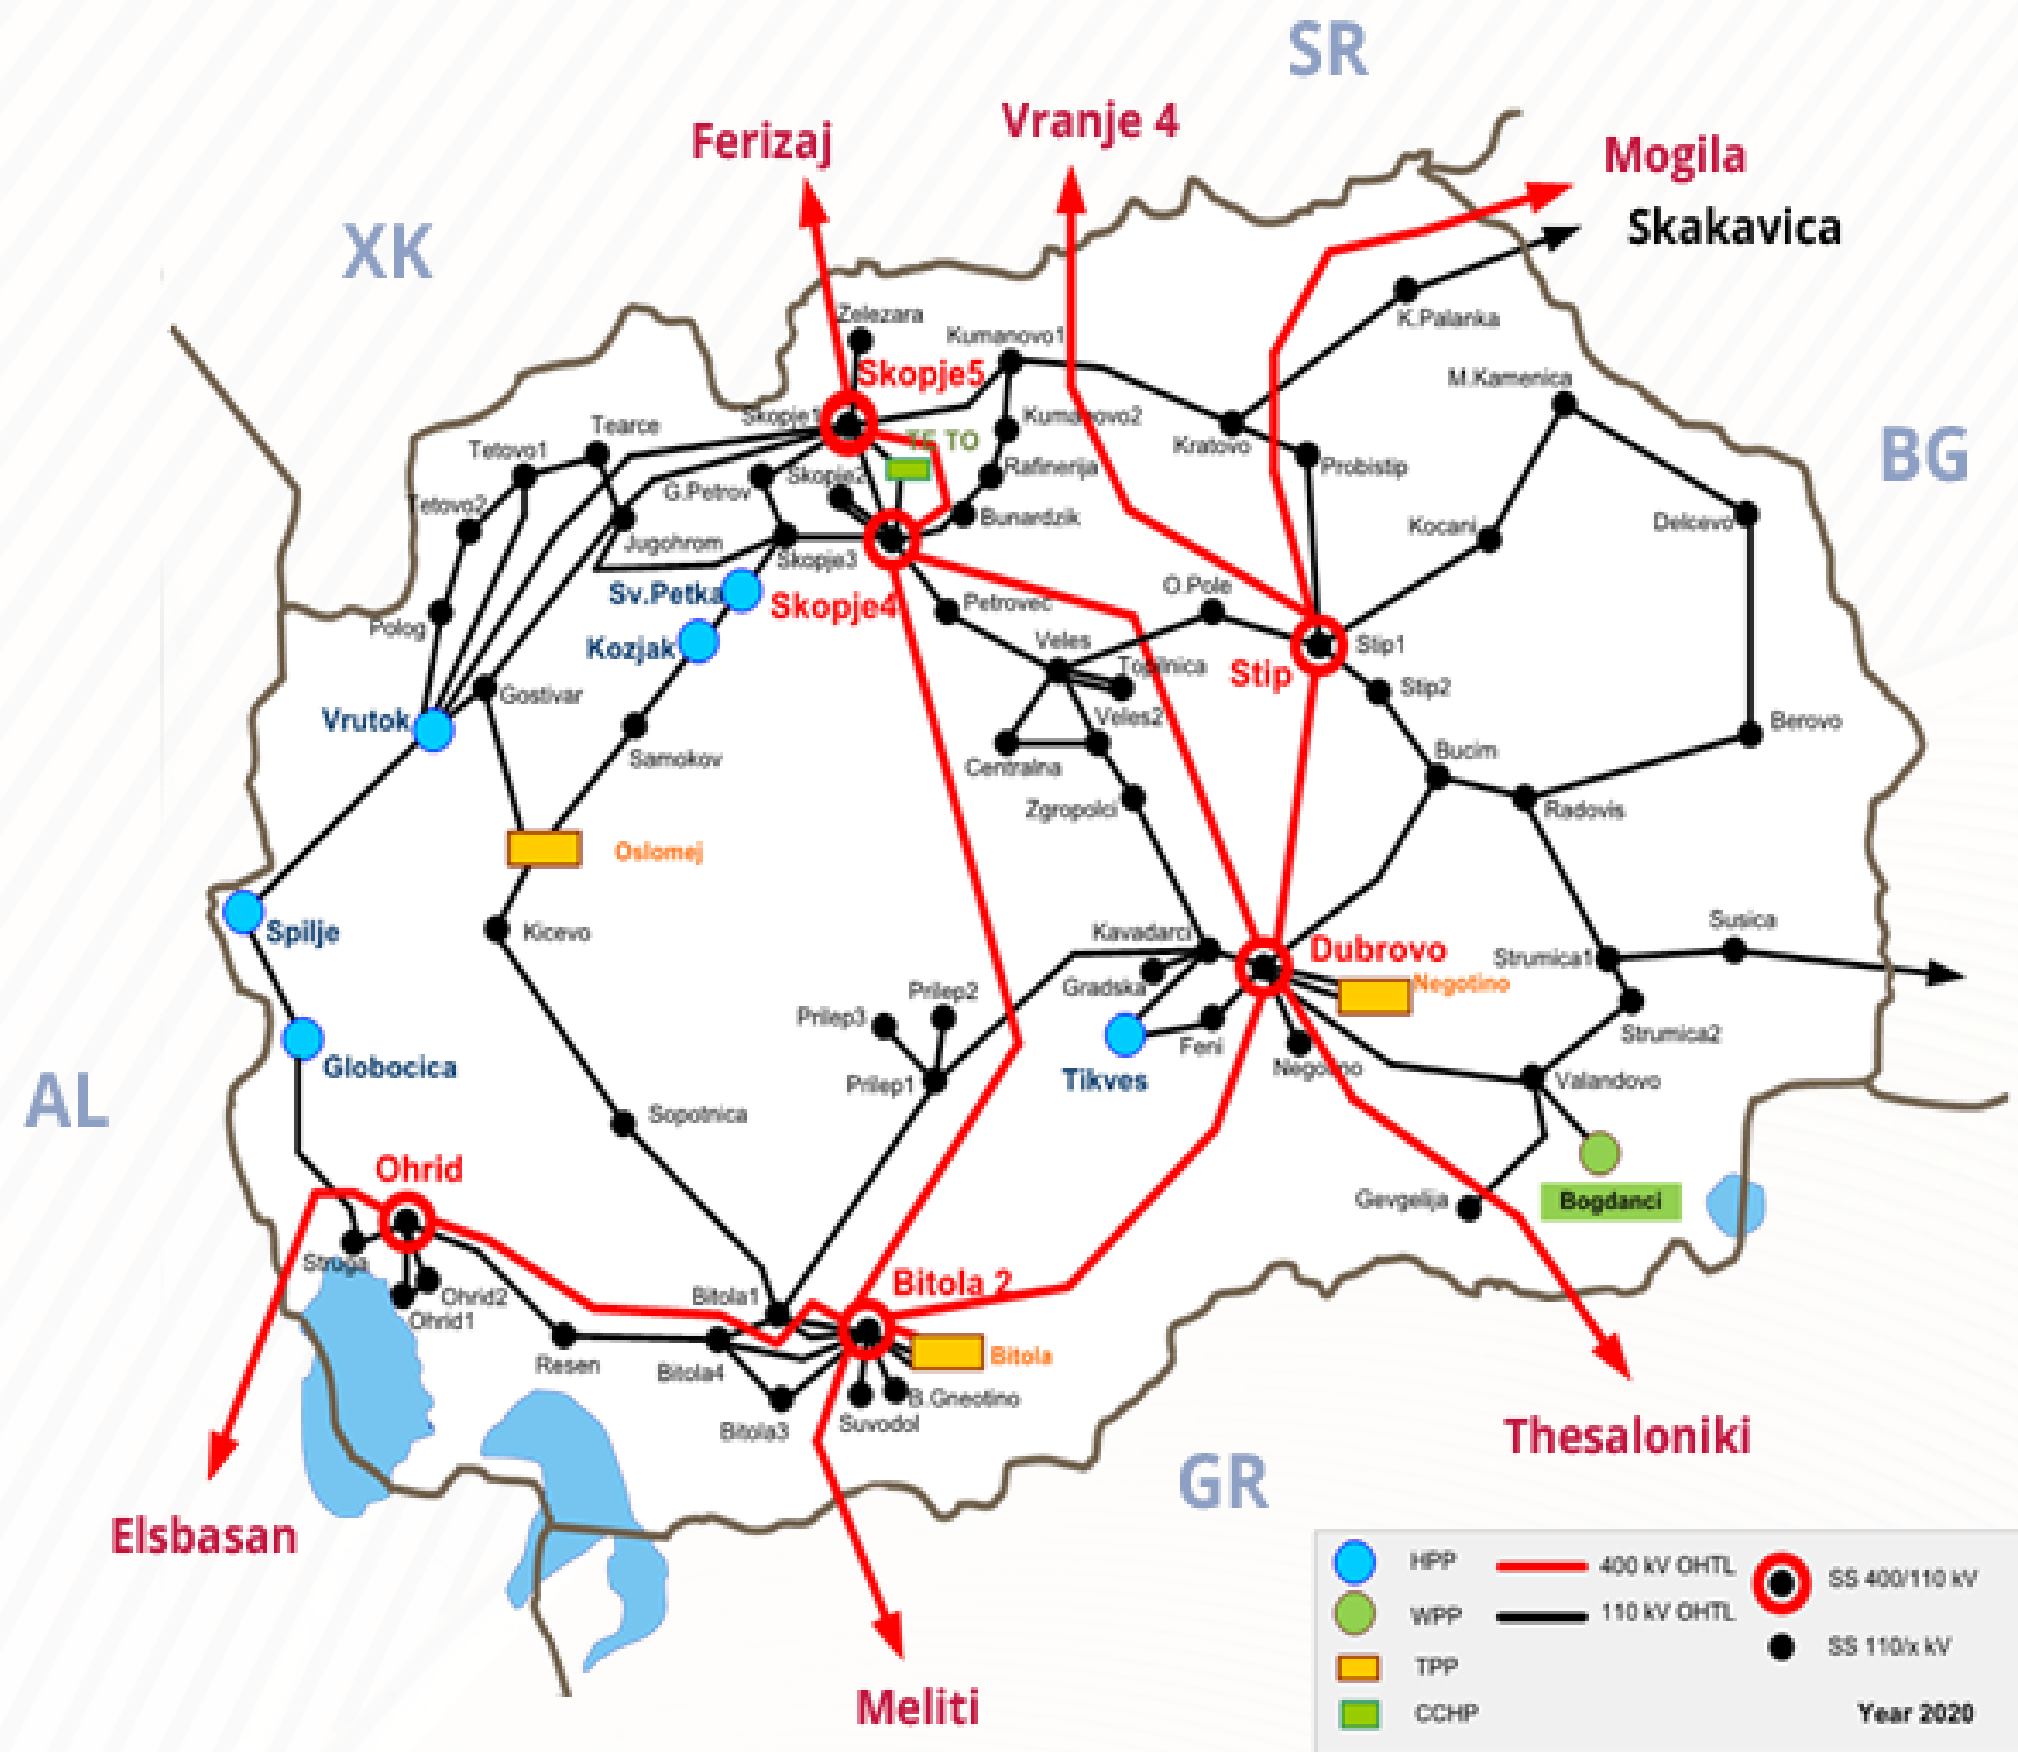 SR
Vranje 4
Ferizaj
Mogila
Skakavica
XK
Zelezara
K.Palanka
Kumanovo1
Skopje5
M.Kamenica
Skopje1
Kumanovo2
Tearce
TE TO
Kratovo
BG
Tetovo1
Rafinerija
Probistip
Skopje2
G.Petrov
Tetovo2
Bunardzik
Delcevo
Kocani
Jugohrom
Skopje3
O.Pole
Sv.Petka
Skopje4
Petrovec
Polog
Kozjak
Veles
Stip1
Topilnica
Stip
Stip2
Gostivar
Vrutok
Veles2
Berovo
Bucim
Samokov
Centralna
Zgropolci
Radovis
Oslomej
Susica
Kicevo
Spilje
Kavadarci
Dubrovo
Strumica1
Gradska
Negotino
Prilep2
Prilep3
Strumica2
Feni
Globocica
Negotino
Tikves
Prilep1
Valandovo
AL
Sopotnica
Ohrid
Gevgelija
Bogdanci
Struga
Bitola 2
Ohrid2
Bitola1
Ohrid1
Bitola
Resen
Bitola4
B.Gneotino
Suvodol
Bitola3
Thesaloniki
GR
Elsbasan
Meliti
HPP
400 kV OHTL
SS 400/110 kV
WPP
110 kV OHTL
SS 110/x kV
TPP
CCHP
Year 2020